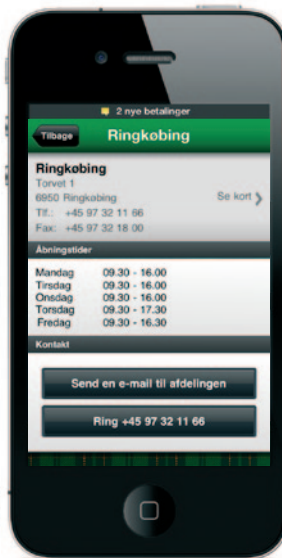 2 nye betalinger
Tilbage
Ringkøbing
Ringkøbing
Torvet 1
6950 Ringkøbing
Se kort
Tlf.: +45 97 32 11 66
Fax: +45 97 32 18 00
Åbningstider
Mandag 09.30 - 16.00
Tirsdag 09.30 - 16.00
Onsdag 09.30 - 16.00
Torsdag 09.30 - 17.30
Fredag 09.30 - 16.30
Kontakt
Send en e-mail til afdelingen
Ring +45 97 32 11 66